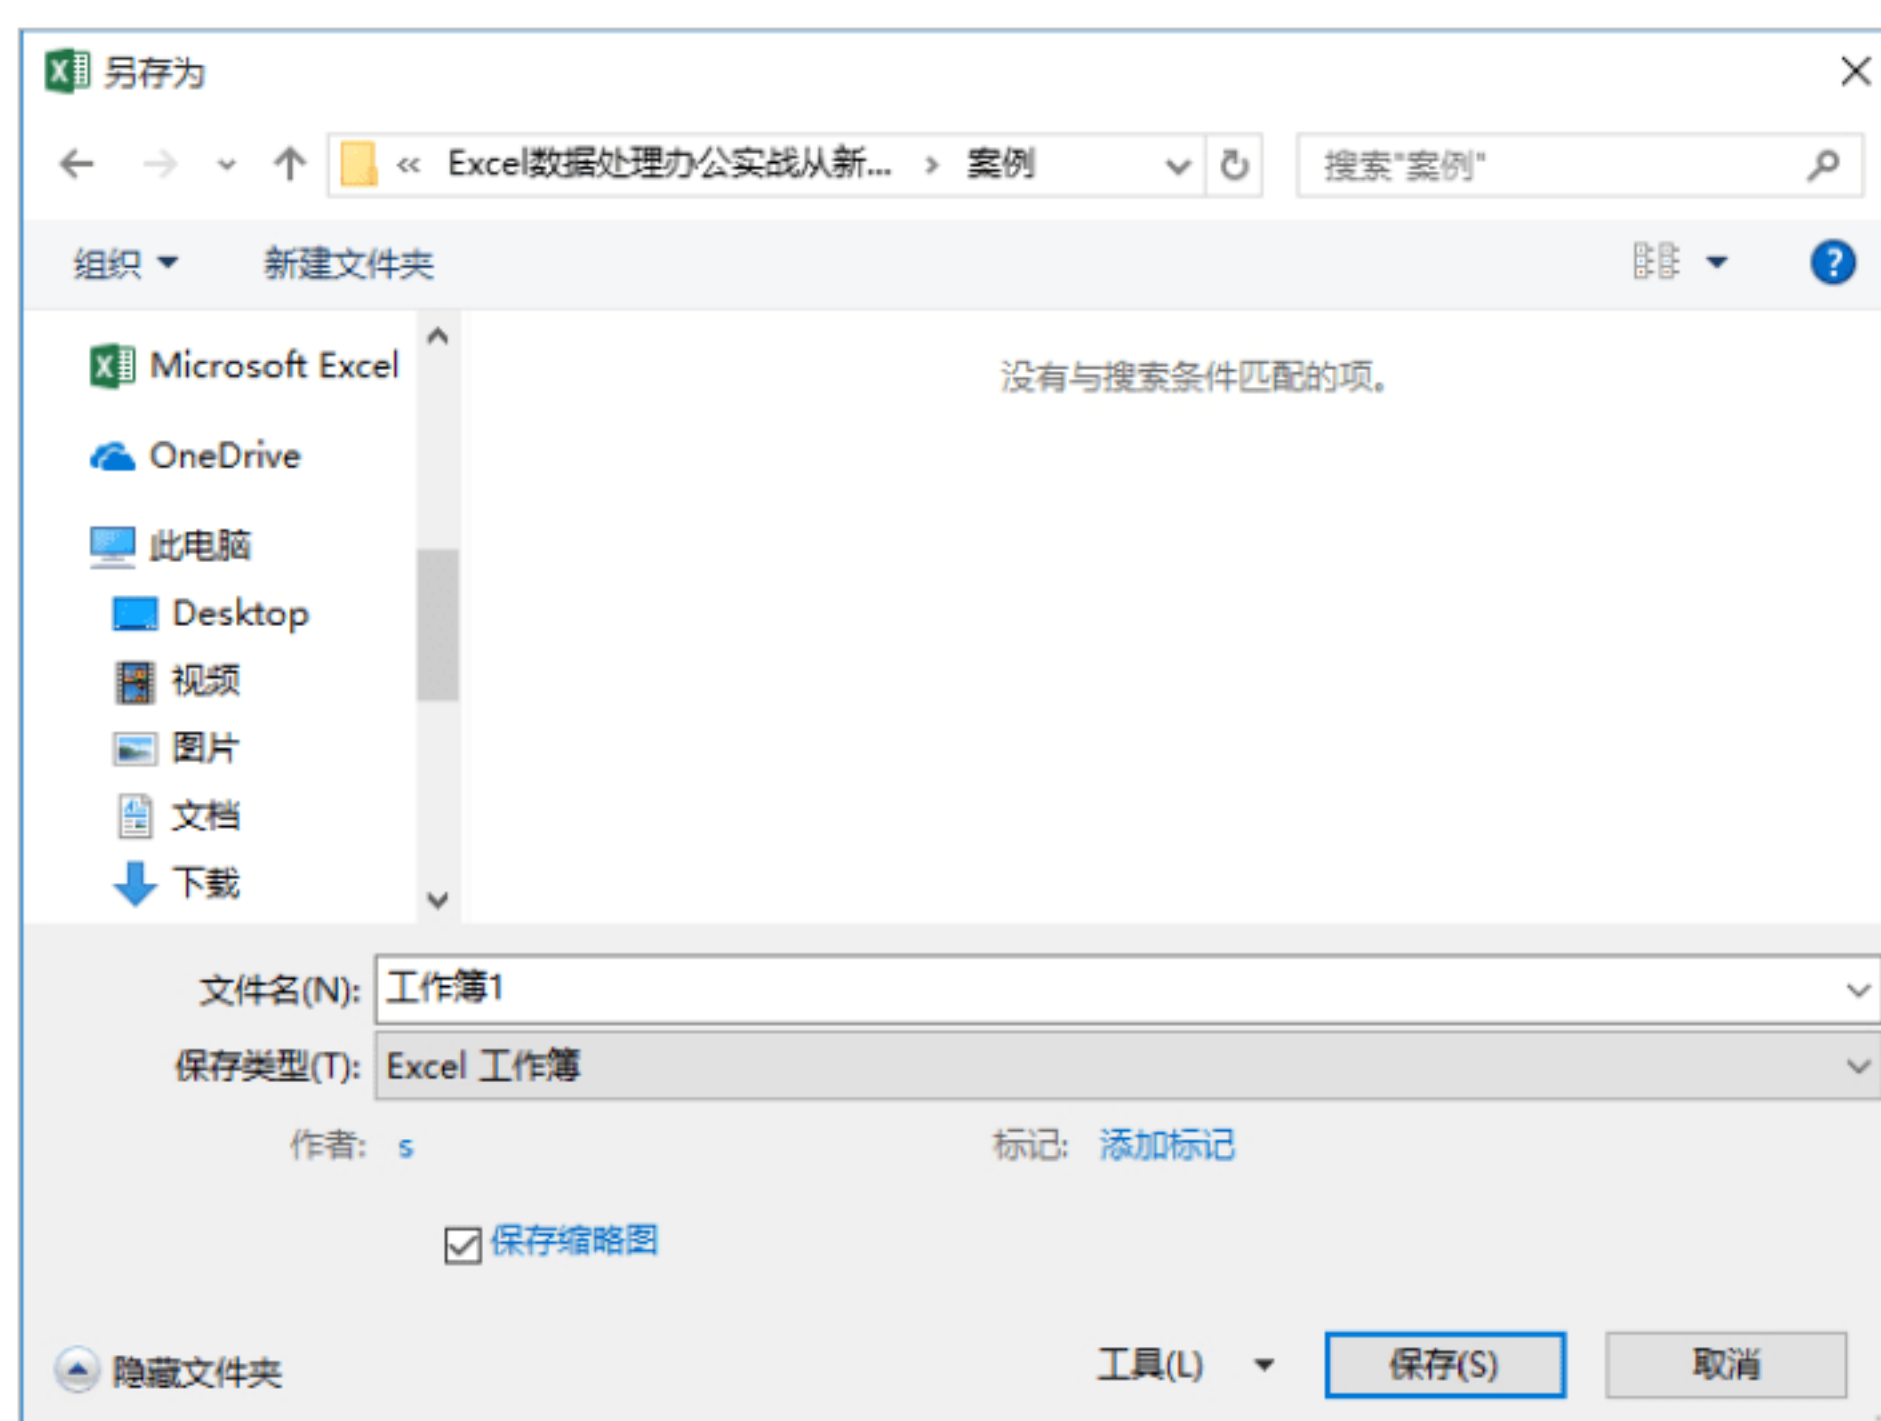 另存为
« Excel数据处理办公实战从新... › 案例
搜索"案例"
组织 新建文件夹
Microsoft Excel
没有与搜索条件匹配的项。
OneDrive
此电脑
Desktop
视频
图片
文档
下载
文件名(N): 工作簿1
保存类型(T): Excel 工作簿
作者: s 标记: 添加标记
保存缩略图
隐藏文件夹 工具(L) 保存(S) 取消